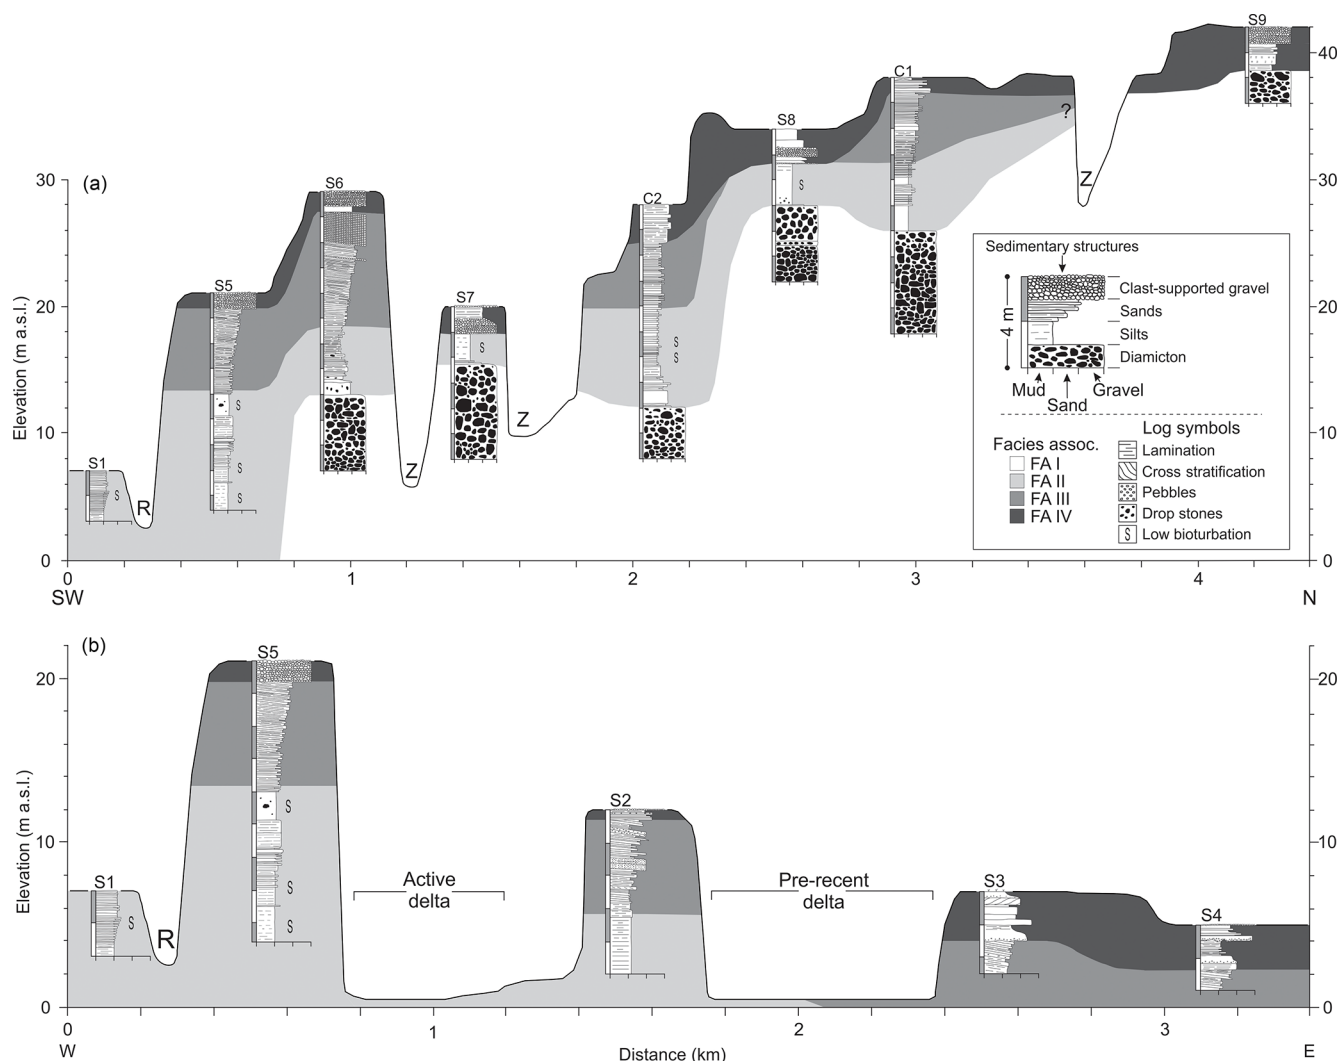 S9
40
C1
S8
?
30
(a)
S6
Z
30
C2
S
Sedimentary structures
S5
S7
4 m
Clast-supported gravel
Sands
Silts
Diamicton
20
20
S
S
S
Mud
Sand
Gravel
Elevation (m a.s.l.)
S
10
Z
Z
10
Log symbols
Facies assoc.
Lamination
FA I
Cross stratification
FA II
Pebbles
FA III
Drop stones
FA IV
S Low bioturbation
S1
S
R
S
S
0
0
0
1
2
3
4
SW
N
(b)
S5
20
20
Elevation (m a.s.l.)
S
S2
10
10
S1
Active
delta
Pre-recent
delta
S3
S
S
S4
S
R
0
0
0
1
2
3
W
Distance (km)
E